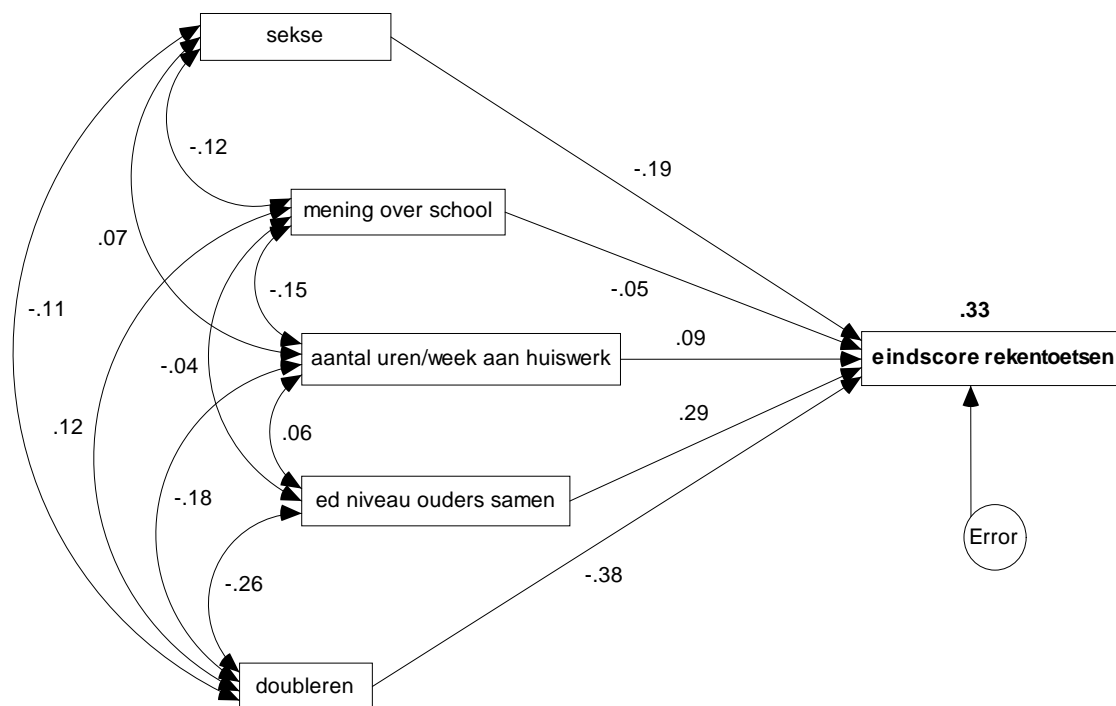 sekse
-.12
-.19
mening over school
.07
-.15
-.05
-.11
.33
aantal uren/week aan huiswerk
.09
eindscore rekentoetsen
-.04
.12
.06
.29
-.18
ed niveau ouders samen
Error
-.26
-.38
doubleren